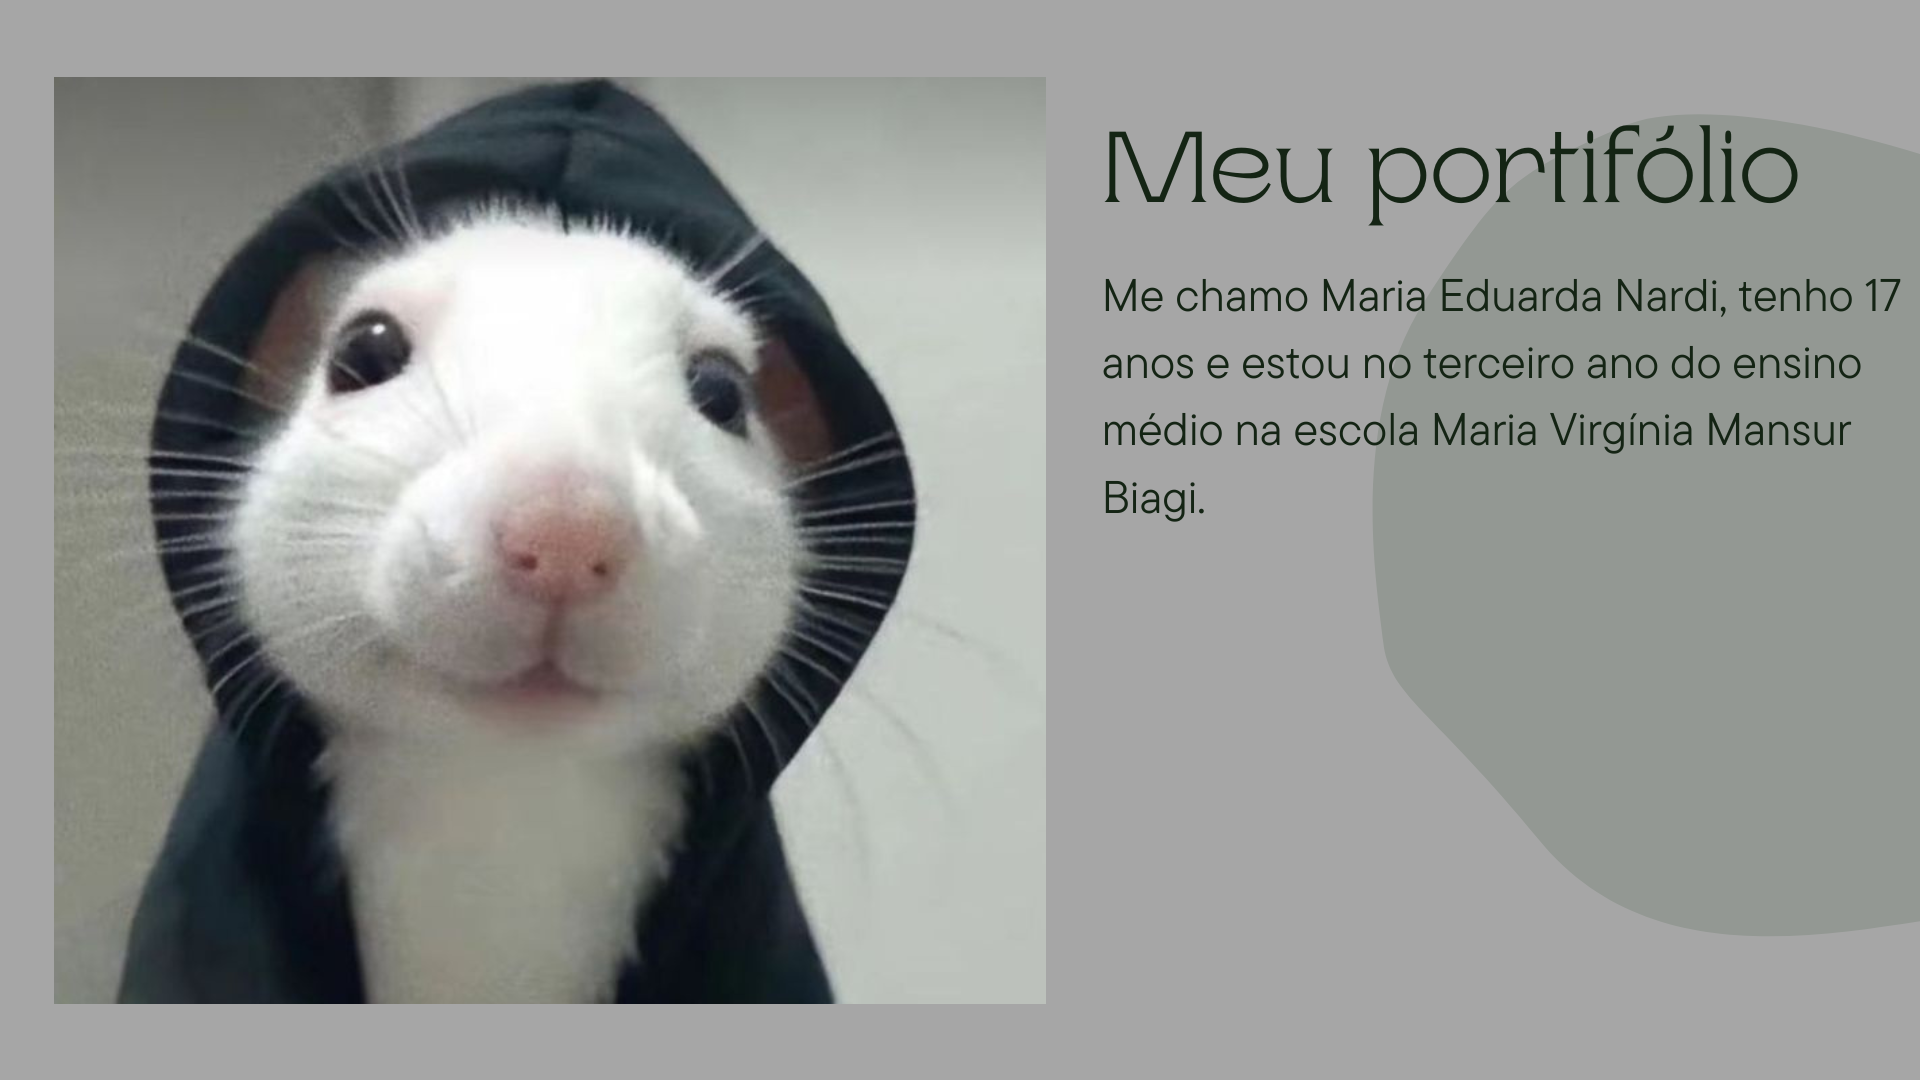 Meu portifólio
Me chamo Maria Eduarda Nardi, tenho 17
anos e estou no terceiro ano do ensino
médio na escola Maria Virgínia Mansur
Biagi.